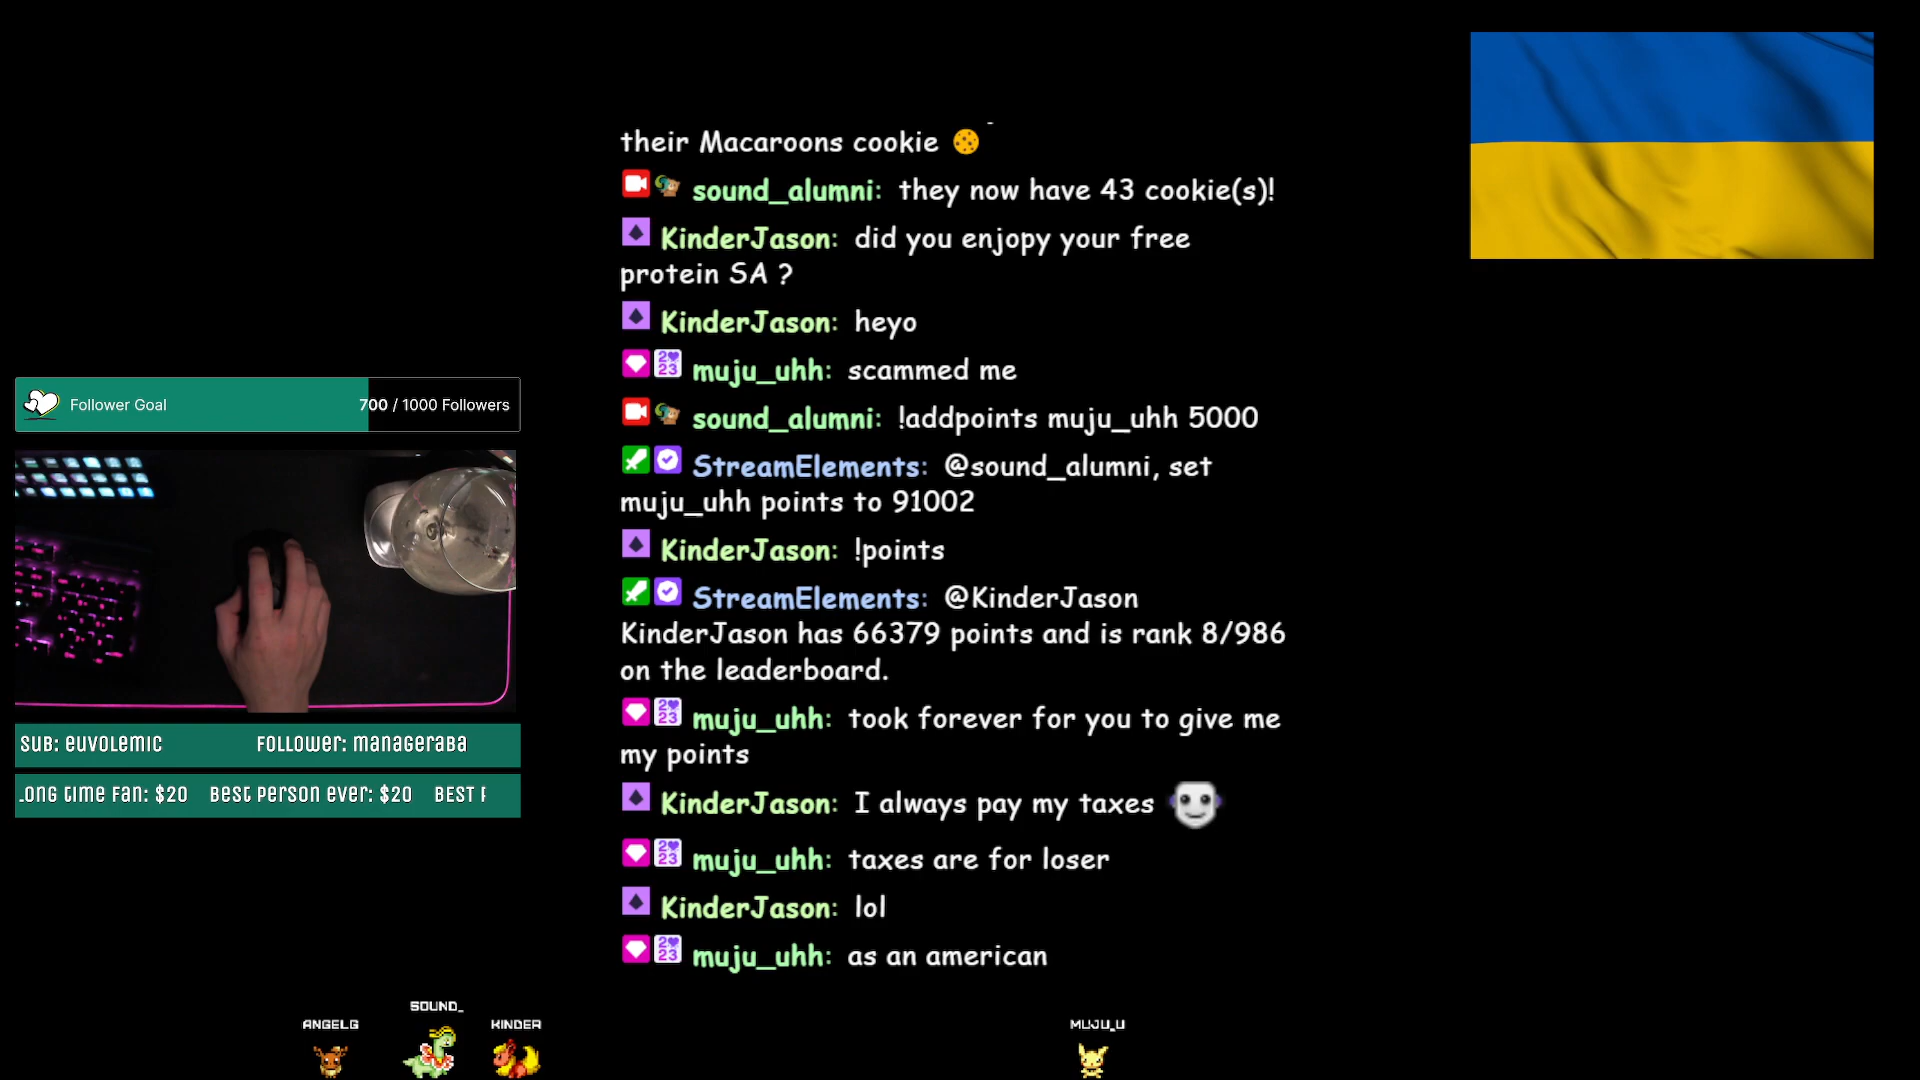 their Macaroons cookie
sound_alumni: they now have 43 cookie(s)!
KinderJason: did you enjopy your free
protein SA ?
KinderJason: heyo
muju_uhh: scammed me
sound_alumni: !addpoints muju_uhh 5000
StreamElements: @sound_alumni, set
muju_uhh points to 91002
KinderJason: !points
StreamElements: @KinderJason
KinderJason has 66379 points and is rank 8/986
on the leaderboard.
muju_uhh: took forever for you to give me
my points
KinderJason: I always pay my taxes
muju_uhh: taxes are for loser
KinderJason: lol
muju_uhh: as an american
Follower Goal 700 / 1000 Followers
Sub: euvolemic Follower: manageraba
Long time Fan: $20 Best Person ever: $20 BEST
ANGELG
SOUND_
KINDER
MUJU_U